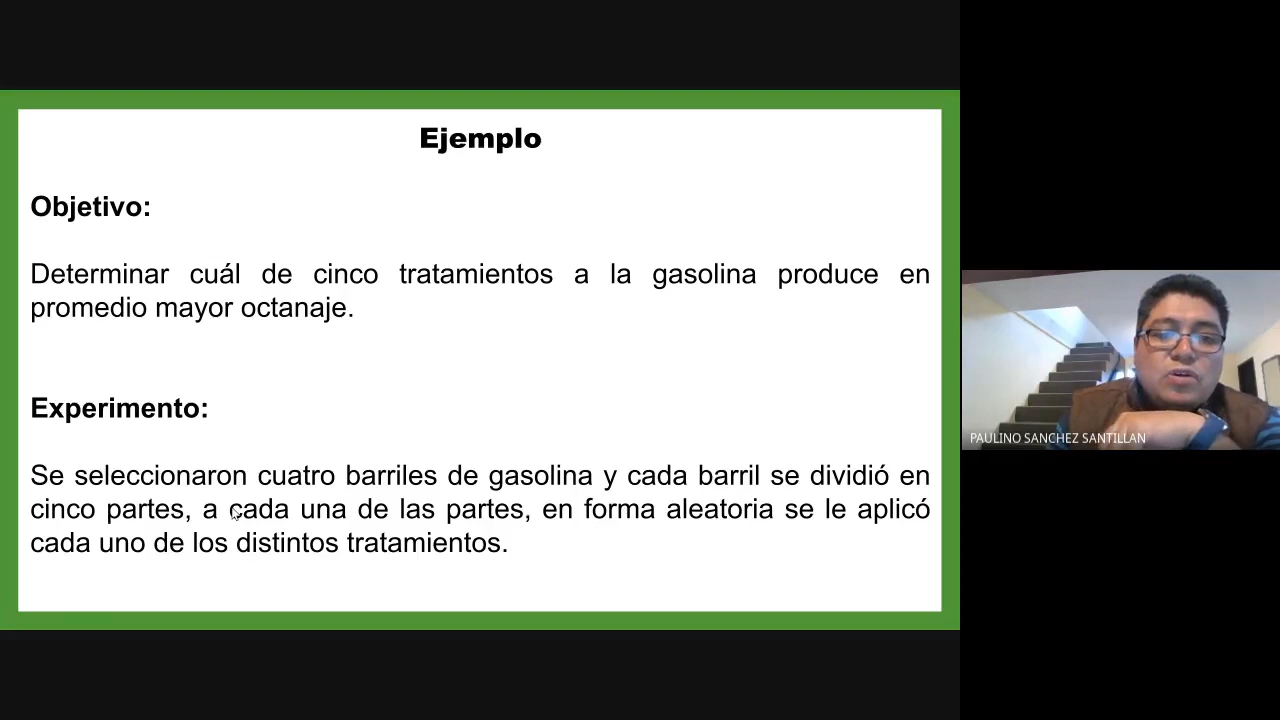 Ejemplo
Objetivo:
Determinar cuál de cinco tratamientos a la gasolina produce en
promedio mayor octanaje.
Experimento:
Se seleccionaron cuatro barriles de gasolina y cada barril se dividió en
cinco partes, a cada una de las partes, en forma aleatoria se le aplicó
cada uno de los distintos tratamientos.
PAULINO SANCHEZ SANTILLAN